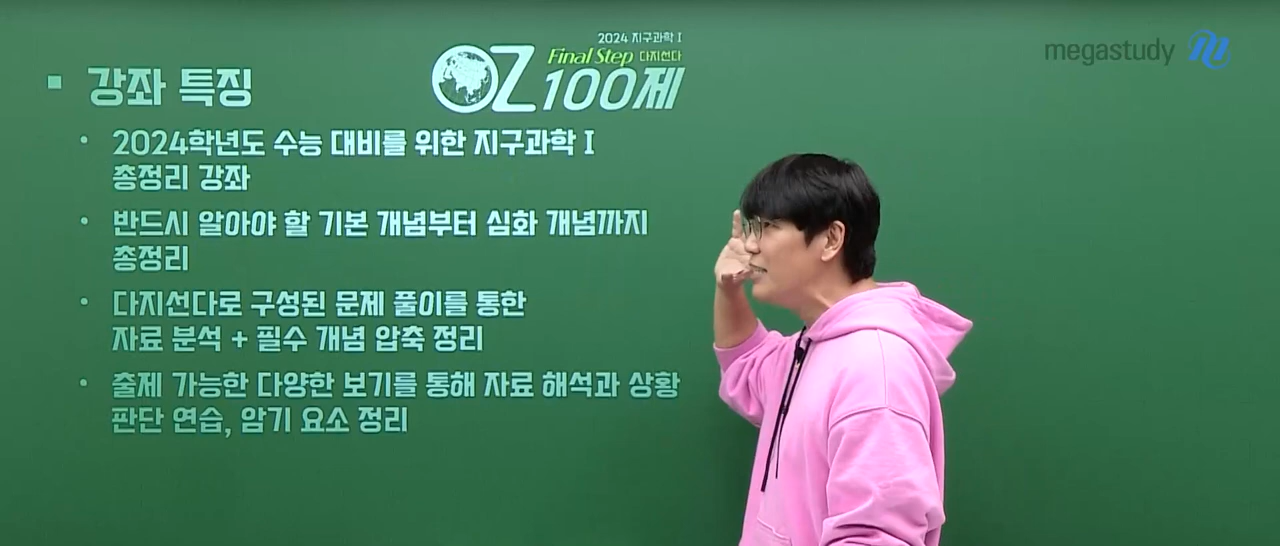 2024 지구과학 I
Final Step 다지선다
OZ 100제
megastudy
강좌 특징
2024학년도 수능 대비를 위한 지구과학 I
총정리 강좌
반드시 알아야 할 기본 개념부터 심화 개념까지
총정리
다지선다로 구성된 문제 풀이를 통한
자료 분석 + 필수 개념 압축 정리
출제 가능한 다양한 보기를 통해 자료 해석과 상황
판단 연습, 암기 요소 정리